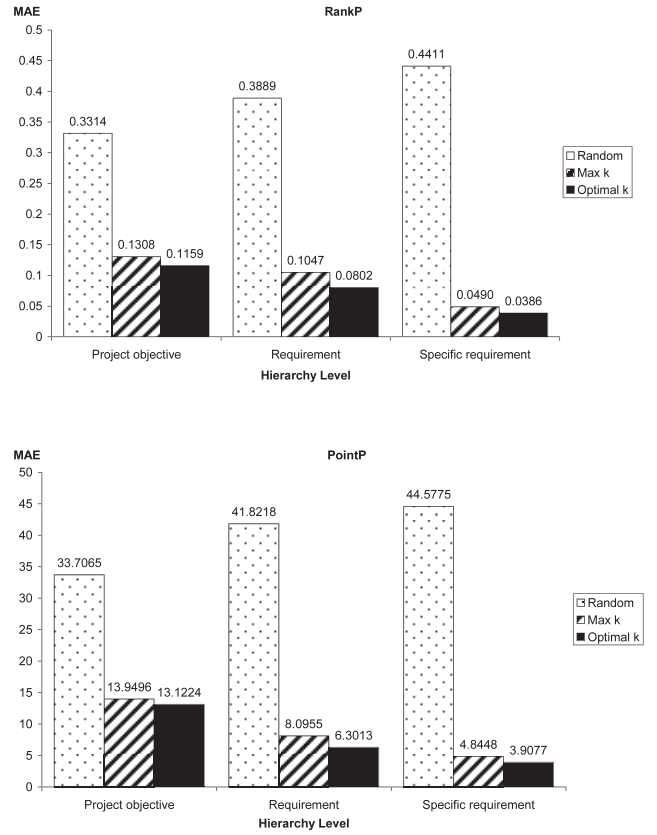 MAE
RankP
0.5
0.45
0.4
0.35
0.3
0.25
0.2
0.15
0.1
0.05
0
0.3314
0.1308
0.1159
0.3889
0.1047
0.0802
0.4411
0.0490
0.0386
Random
Max k
Optimal k
Project objective
Requirement
Specific requirement
Hierarchy Level
MAE
PointP
50
45
40
35
30
25
20
15
10
5
0
33.7065
13.9496
13.1224
41.8218
8.0955
6.3013
44.5775
4.8448
3.9077
Random
Max k
Optimal k
Project objective
Requirement
Specific requirement
Hierarchy Level